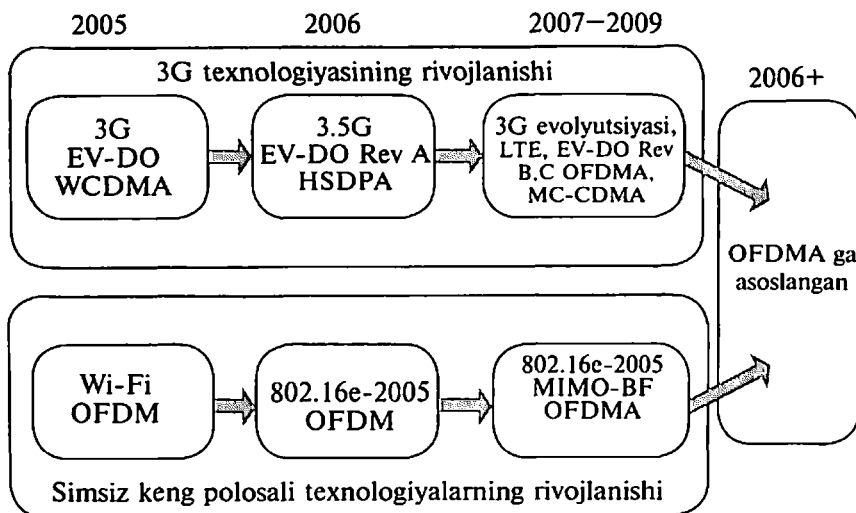 2005
2006
2007–2009
3G texnologiyasining rivojlanishi
2006+
3G
EV-DO
WCDMA
3.5G
EV-DO Rev A
HSDPA
3G evolyutsiyasi,
LTE, EV-DO Rev
B,C OFDMA,
MC-CDMA
OFDMA ga
asoslangan
Wi-Fi
OFDM
802.16e-2005
OFDM
802.16e-2005
MIMO-BF
OFDMA
Simsiz keng polosali texnologiyalarning rivojlanishi